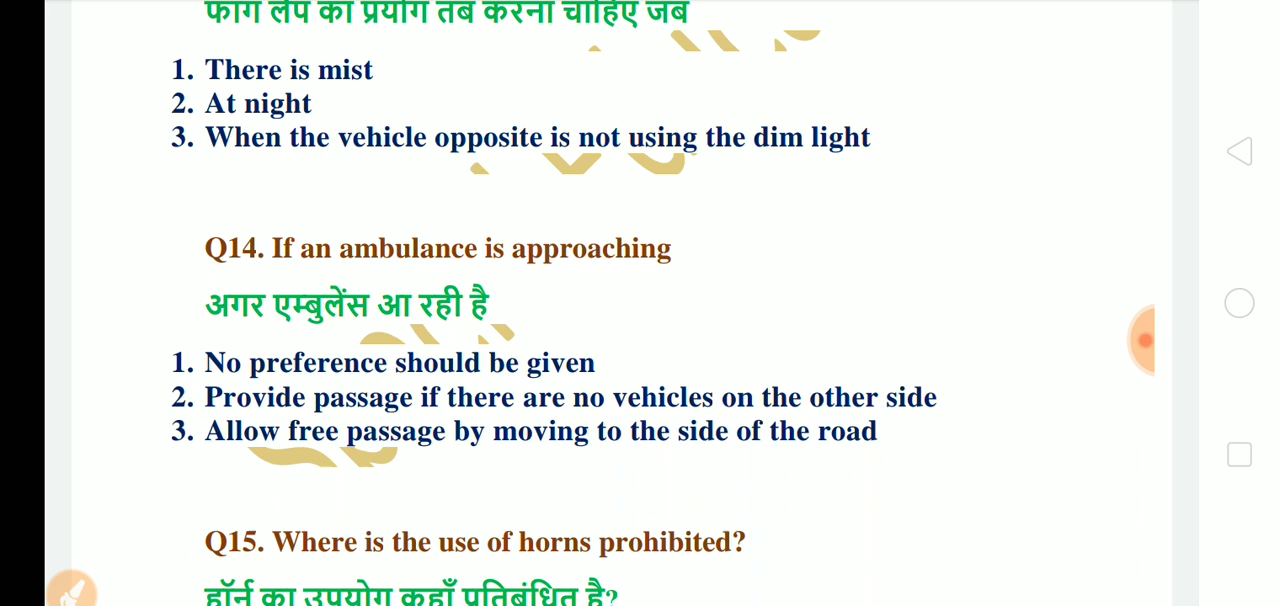 फॉग लैंप का प्रयोग तब करना चाहिए जब
1. There is mist
2. At night
3. When the vehicle opposite is not using the dim light
Q14. If an ambulance is approaching
अगर एम्बुलेंस आ रही है
1. No preference should be given
2. Provide passage if there are no vehicles on the other side
3. Allow free passage by moving to the side of the road
Q15. Where is the use of horns prohibited?
हॉर्न का उपयोग कहाँ प्रतिबंधित है?